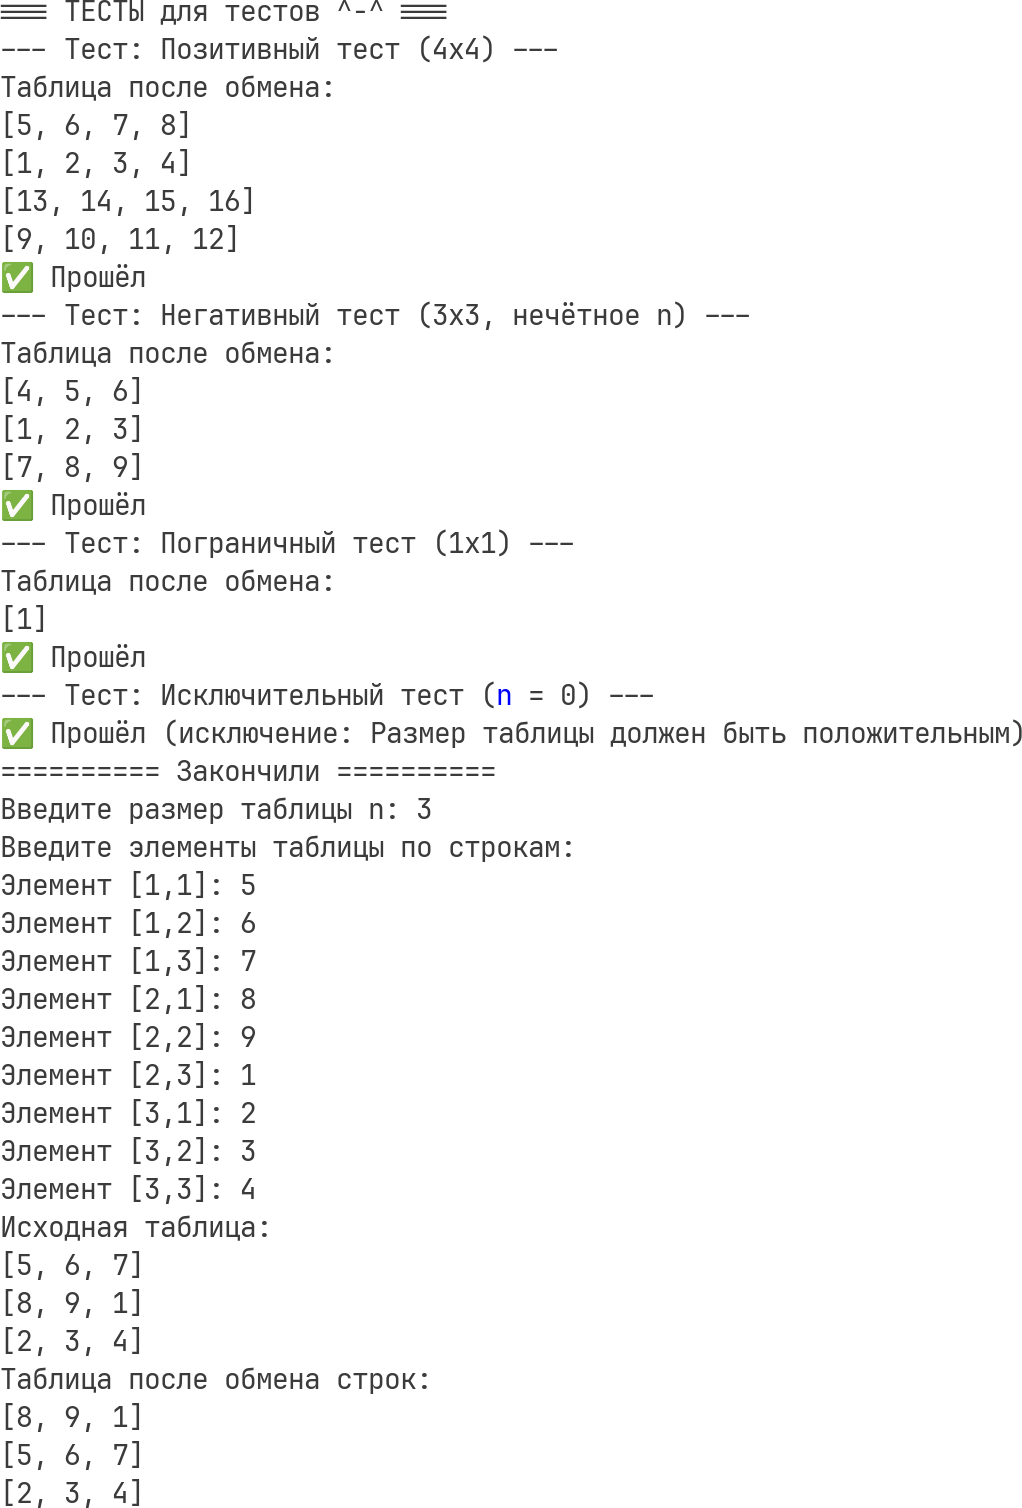 === ТЕСТЫ для тестов ^-^ ===
--- Тест: Позитивный тест (4x4) ---
Таблица после обмена:
[5, 6, 7, 8]
[1, 2, 3, 4]
[13, 14, 15, 16]
[9, 10, 11, 12]
✅ Прошёл
--- Тест: Негативный тест (3x3, нечётное n) ---
Таблица после обмена:
[4, 5, 6]
[1, 2, 3]
[7, 8, 9]
✅ Прошёл
--- Тест: Пограничный тест (1x1) ---
Таблица после обмена:
[1]
✅ Прошёл
--- Тест: Исключительный тест (n = 0) ---
✅ Прошёл (исключение: Размер таблицы должен быть положительным)
========== Закончили ==========
Введите размер таблицы n: 3
Введите элементы таблицы по строкам:
Элемент [1,1]: 5
Элемент [1,2]: 6
Элемент [1,3]: 7
Элемент [2,1]: 8
Элемент [2,2]: 9
Элемент [2,3]: 1
Элемент [3,1]: 2
Элемент [3,2]: 3
Элемент [3,3]: 4
Исходная таблица:
[5, 6, 7]
[8, 9, 1]
[2, 3, 4]
Таблица после обмена строк:
[8, 9, 1]
[5, 6, 7]
[2, 3, 4]